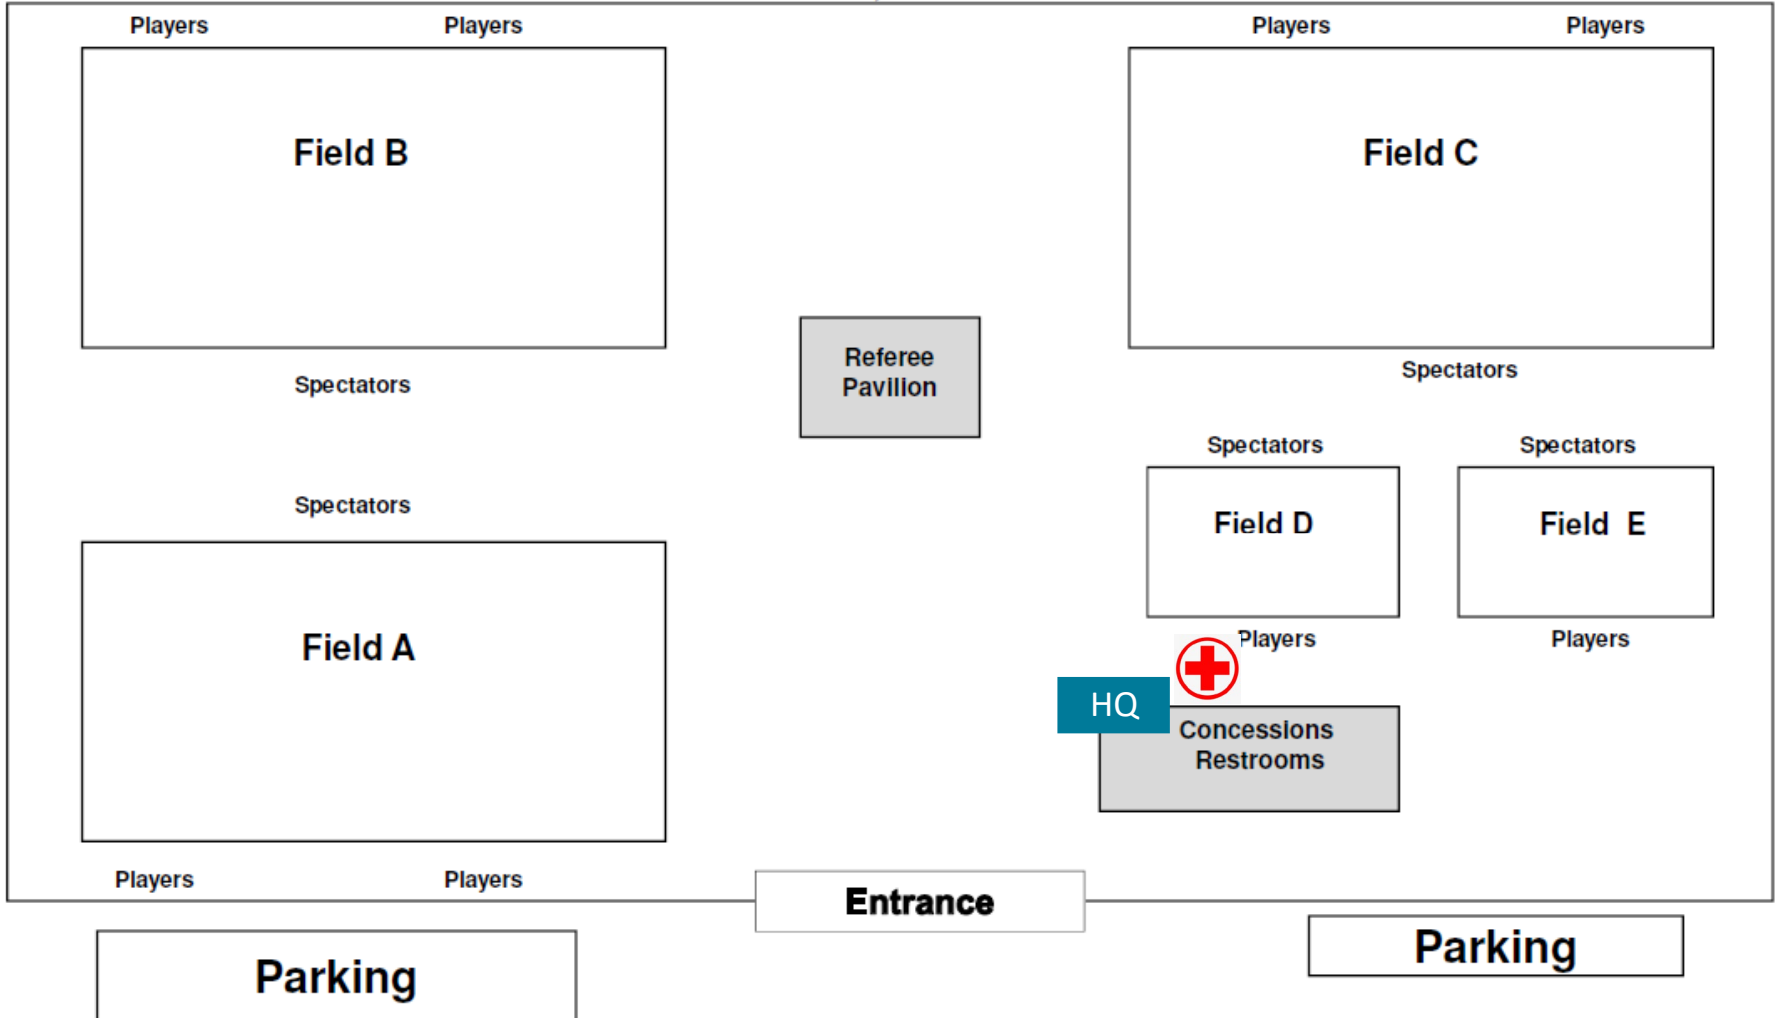 Players Players Players Players
Field B Field C
Referee
Pavilion
Spectators
Spectators
Spectators Spectators
Spectators
Field D Field E
Field A
Players Players
HQ
Concessions
Restrooms
Players Players
Entrance
Parking
Parking